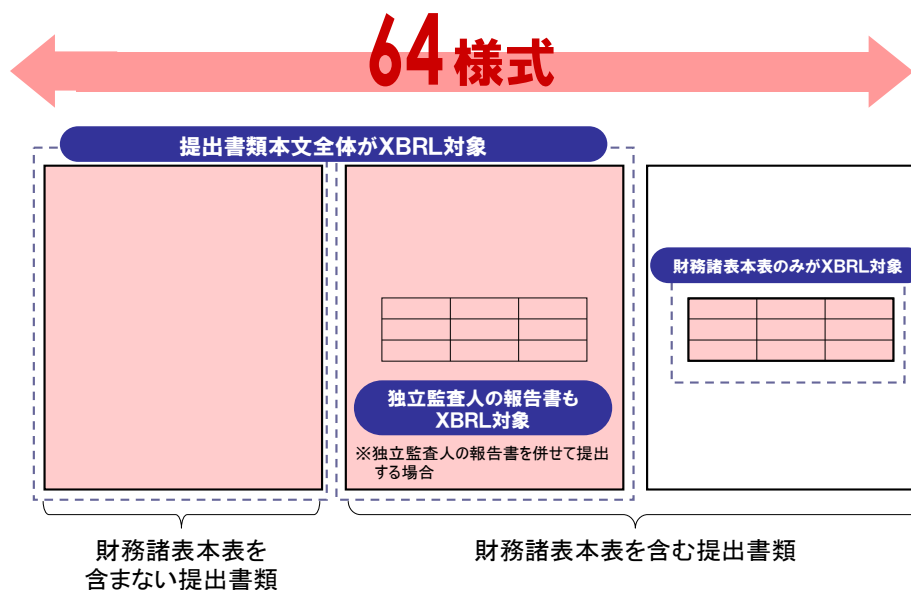 64様式
提出書類本文全体がXBRL対象
財務諸表本表のみがXBRL対象
独立監査人の報告書も
XBRL対象
※独立監査人の報告書を併せて提出
する場合
財務諸表本表を
含まない提出書類
財務諸表本表を含む提出書類